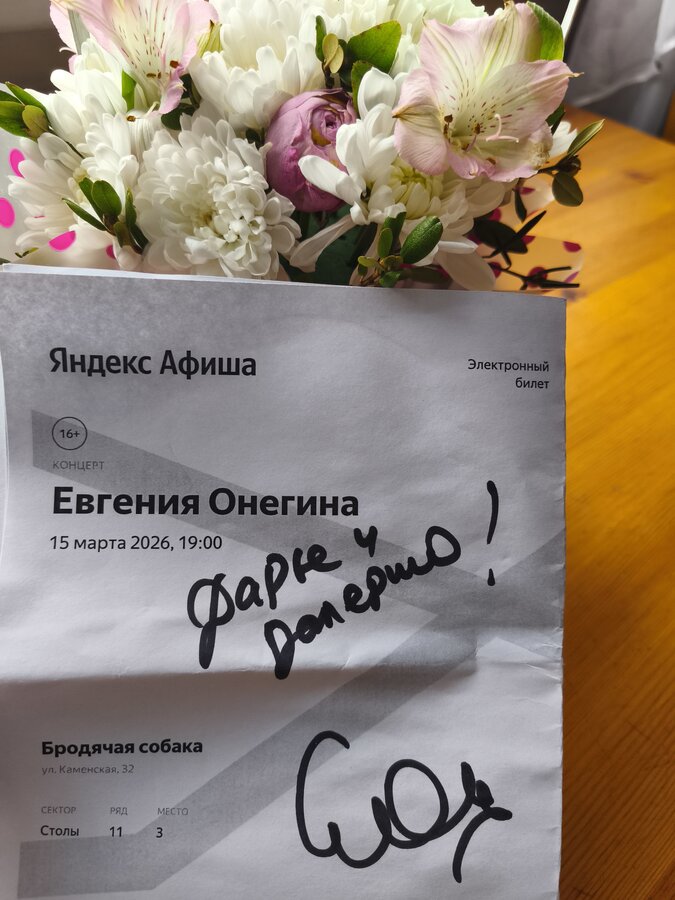 Яндекс Афиша
Электронный
билет
16+
КОНЦЕРТ
Евгения Онегина
15 марта 2026, 19:00
Дарье и
Валерию!
Бродячая собака
ул. Каменская, 32
СЕКТОР РЯД МЕСТО
Столы 11 3